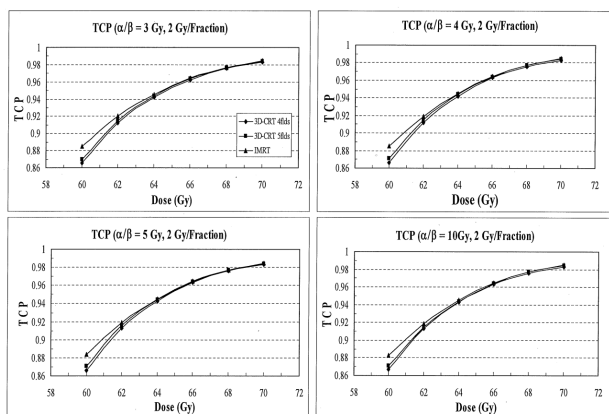 TCP (α/β = 3 Gy, 2 Gy/Fraction)
TCP
1
0.98
0.96
0.94
0.92
0.9
0.88
0.86
58 60 62 64 66 68 70 72
Dose (Gy)
3D-CRT 4flds
3D-CRT 5flds
IMRT
TCP (α/β = 4 Gy, 2 Gy/Fraction)
TCP
1
0.98
0.96
0.94
0.92
0.9
0.88
0.86
58 60 62 64 66 68 70 72
Dose (Gy)
TCP (α/β = 5 Gy, 2 Gy/Fraction)
TCP
1
0.98
0.96
0.94
0.92
0.9
0.88
0.86
58 60 62 64 66 68 70 72
Dose (Gy)
TCP (α/β = 10Gy, 2 Gy/Fraction)
TCP
1
0.98
0.96
0.94
0.92
0.9
0.88
0.86
58 60 62 64 66 68 70 72
Dose (Gy)